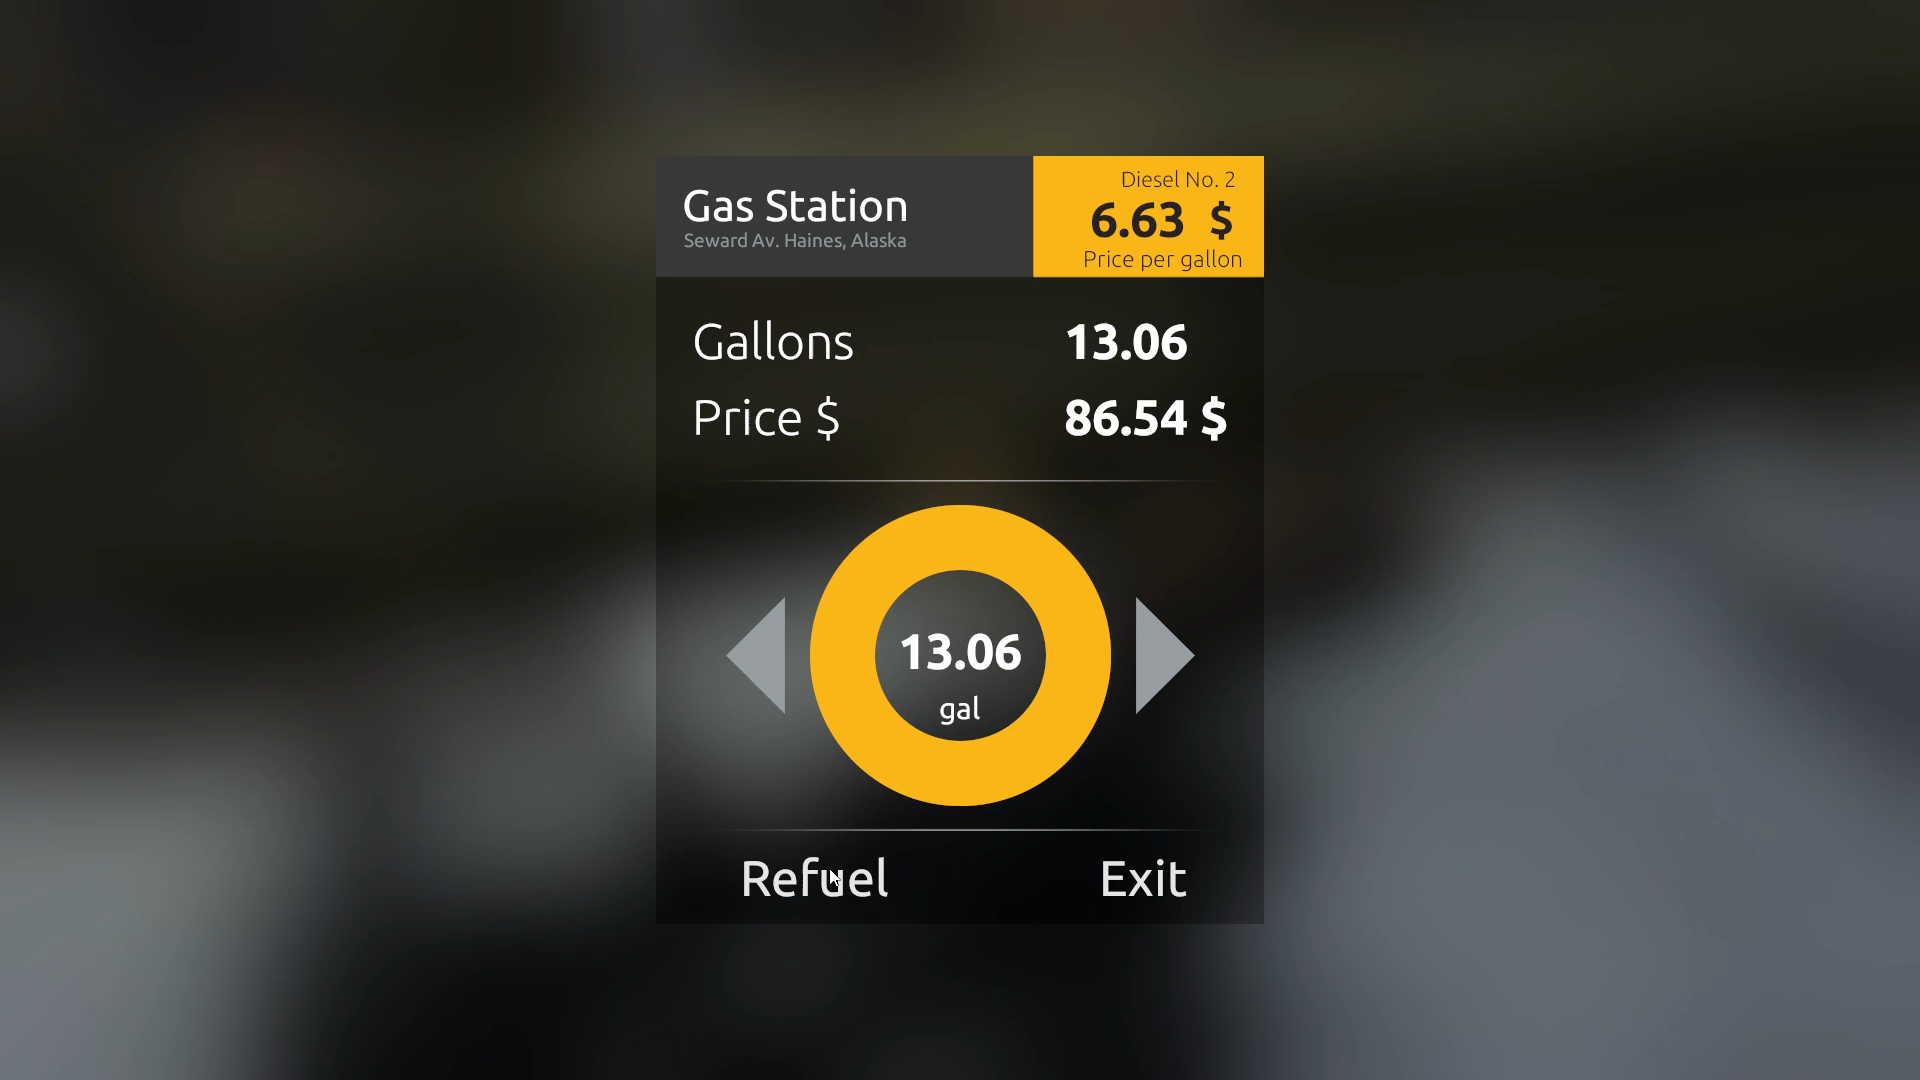 Gas Station
Seward Av. Haines, Alaska
Diesel No. 2
6.63 $
Price per gallon
Gallons 13.06
Price $ 86.54 $
13.06
gal
Refuel Exit